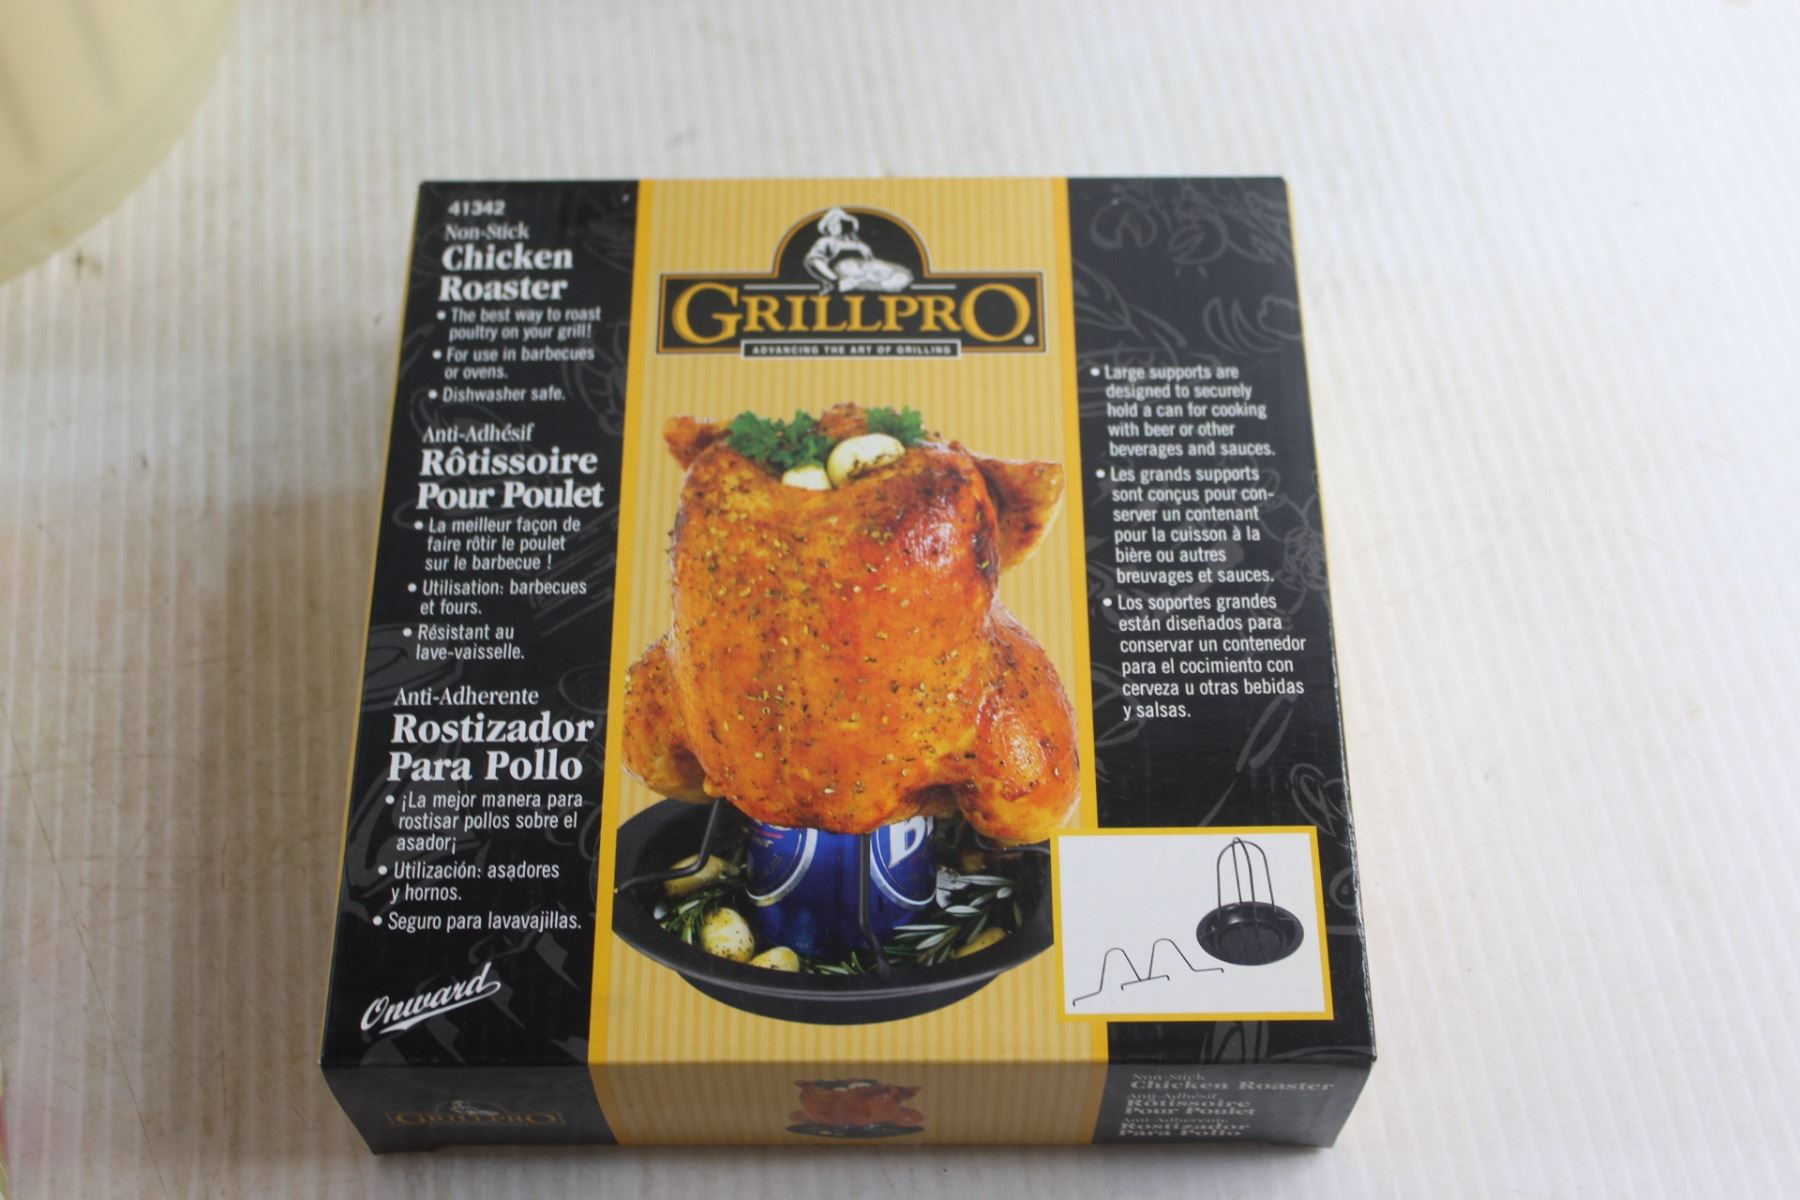 41342
Non-Stick
Chicken
Roaster
• The best way to roast
poultry on your grill!
• For use in barbecues
or ovens.
• Dishwasher safe.
Anti-Adhésif
Rôtissoire
Pour Poulet
• La meilleur façon de
faire rôtir le poulet
sur le barbecue !
• Utilisation: barbecues
et fours.
• Résistant au
lave-vaisselle.
Anti-Adherente
Rostizador
Para Pollo
• ¡La mejor manera para
rostisar pollos sobre el
asador¡
• Utilización: asadores
y hornos.
• Seguro para lavavajillas.
Onward
GRILLPRO®
ADVANCING THE ART OF GRILLING
B
• Large supports are
designed to securely
hold a can for cooking
with beer or other
beverages and sauces.
• Les grands supports
sont conçus pour con-
server un contenant
pour la cuisson à la
bière ou autres
breuvages et sauces.
• Los soportes grandes
están diseñados para
conservar un contenedor
para el cocimiento con
cerveza u otras bebidas
y salsas.
GRILLPRO
Non-Stick
Chicken Roaster
Anti-Adhésif
Rôtissoire
Pour Poulet
Anti-Adherente
Rostizador
Para Pollo